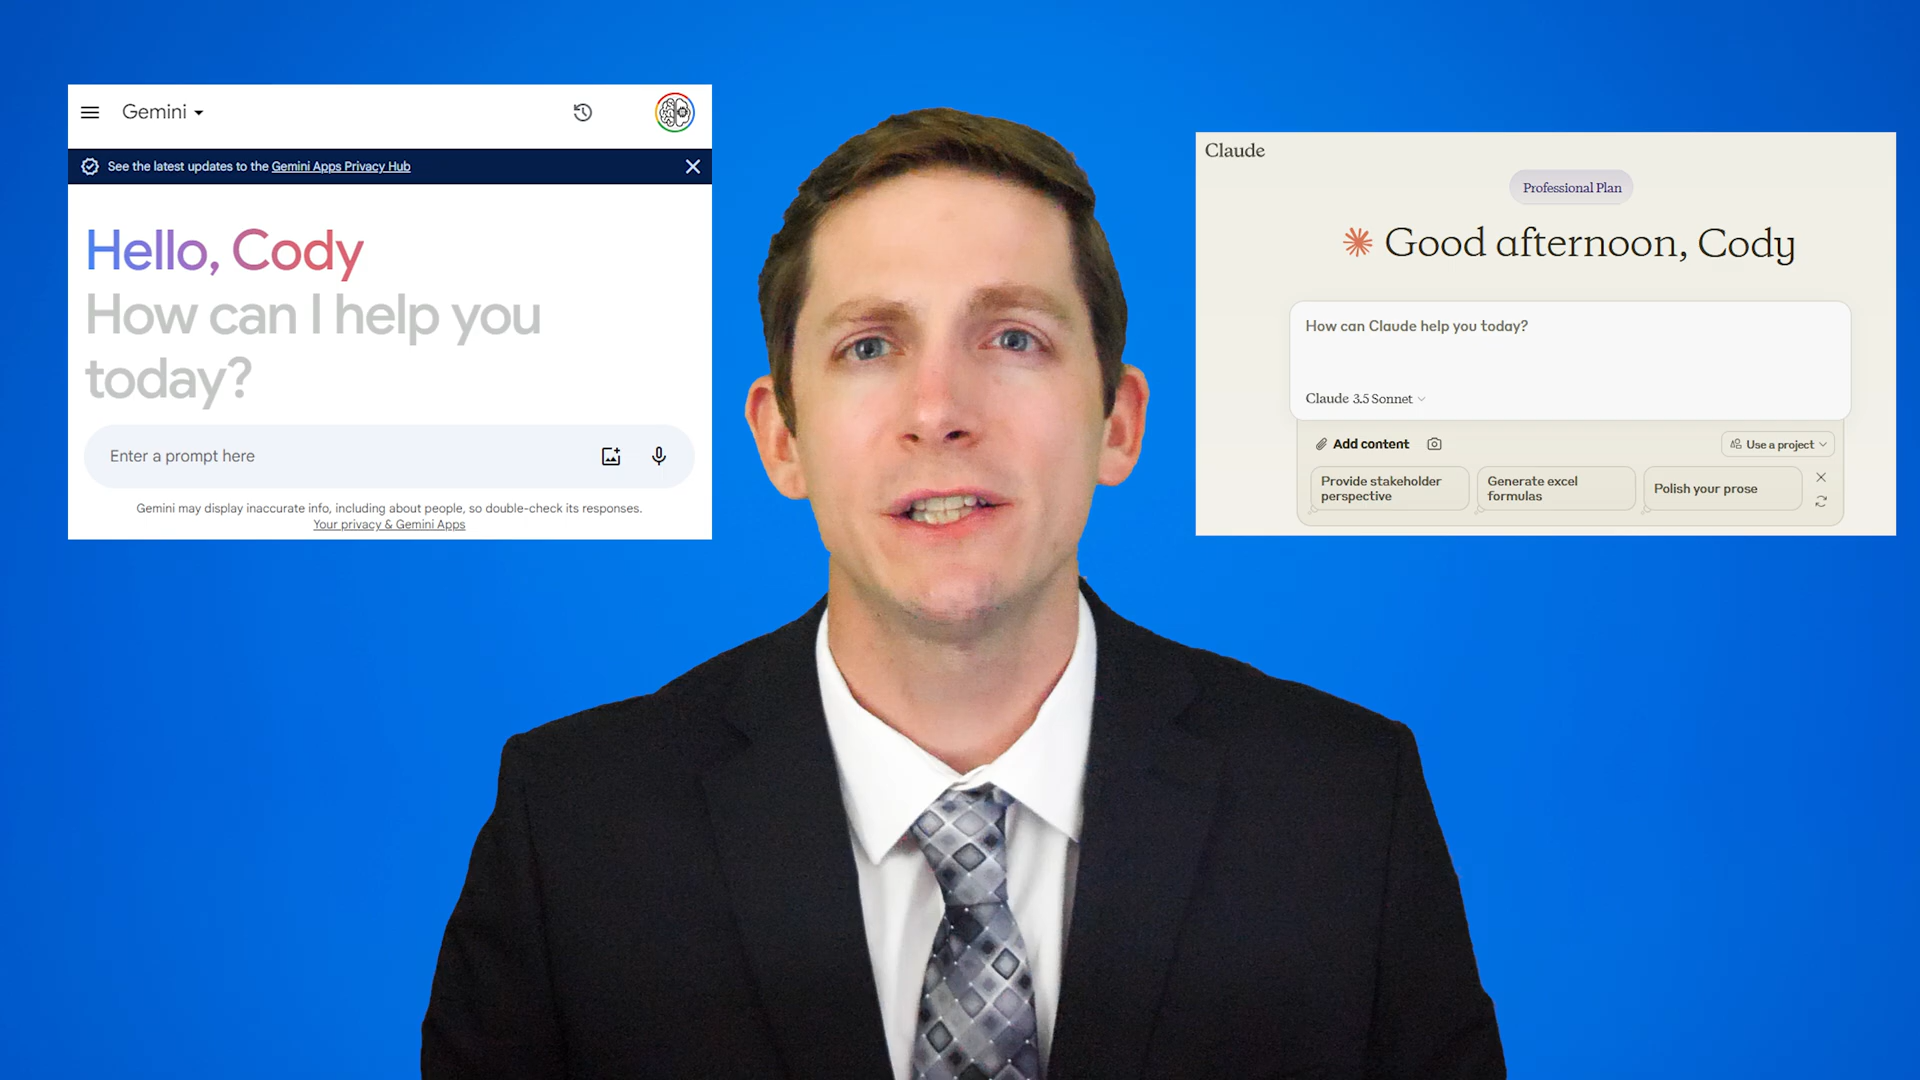 Gemini
See the latest updates to the Gemini Apps Privacy Hub
Hello, Cody
How can I help you
today?
Enter a prompt here
Gemini may display inaccurate info, including about people, so double-check its responses.
Your privacy & Gemini Apps
Claude
Professional Plan
Good afternoon, Cody
How can Claude help you today?
Claude 3.5 Sonnet
Add content
Use a project
Provide stakeholder
perspective
Generate excel
formulas
Polish your prose